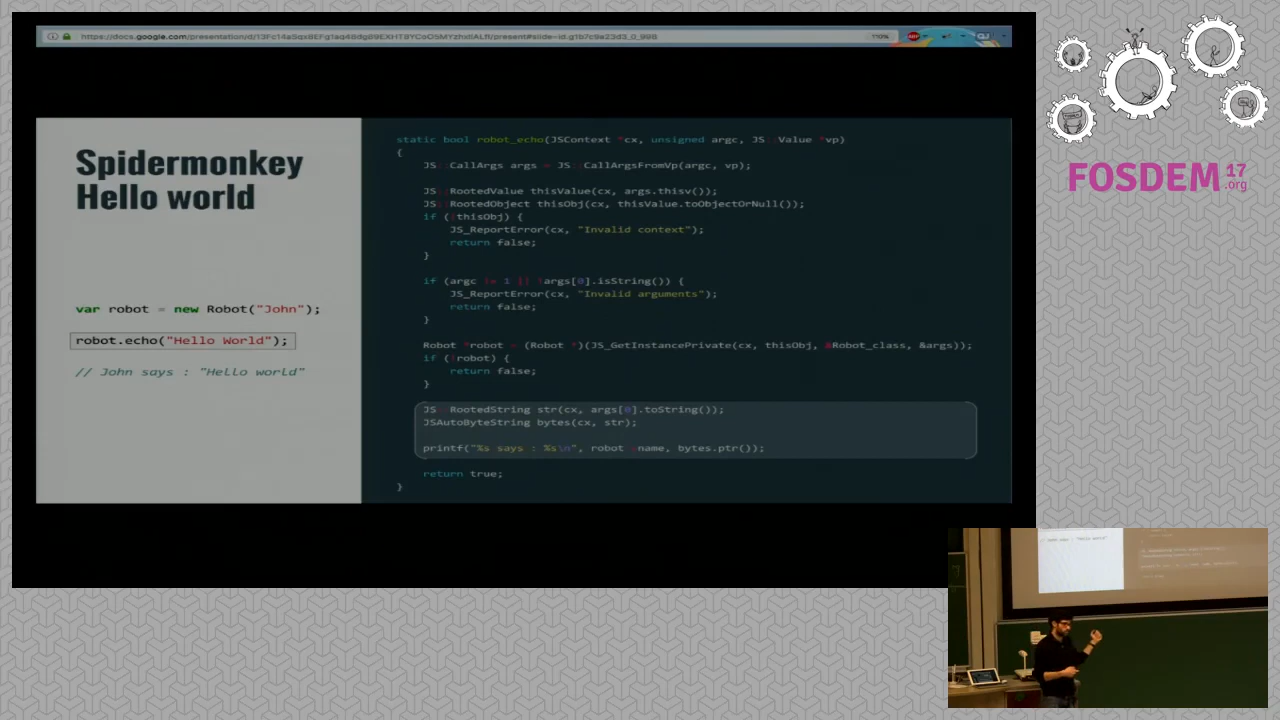 Spidermonkey
Hello world
var robot = new Robot("John");
robot.echo("Hello World");
// John says : "Hello world"
static bool robot_echo(JSContext *cx, unsigned argc, JS::Value *vp)
{
JS::CallArgs args = JS::CallArgsFromVp(argc, vp);
JS::RootedValue thisValue(cx, args.thisv());
JS::RootedObject thisObj(cx, thisValue.toObjectOrNull());
if (!thisObj) {
JS_ReportError(cx, "Invalid context");
return false;
}
if (argc != 1 || !args[0].isString()) {
JS_ReportError(cx, "Invalid arguments");
return false;
}
Robot *robot = (Robot *)(JS_GetInstancePrivate(cx, thisObj, &Robot_class, &args));
if (!robot) {
return false;
}
JS::RootedString str(cx, args[0].toString());
JSAutoByteString bytes(cx, str);
printf("%s says : %s\n", robot->name, bytes.ptr());
return true;
}
110%
FOSDEM 17
.org